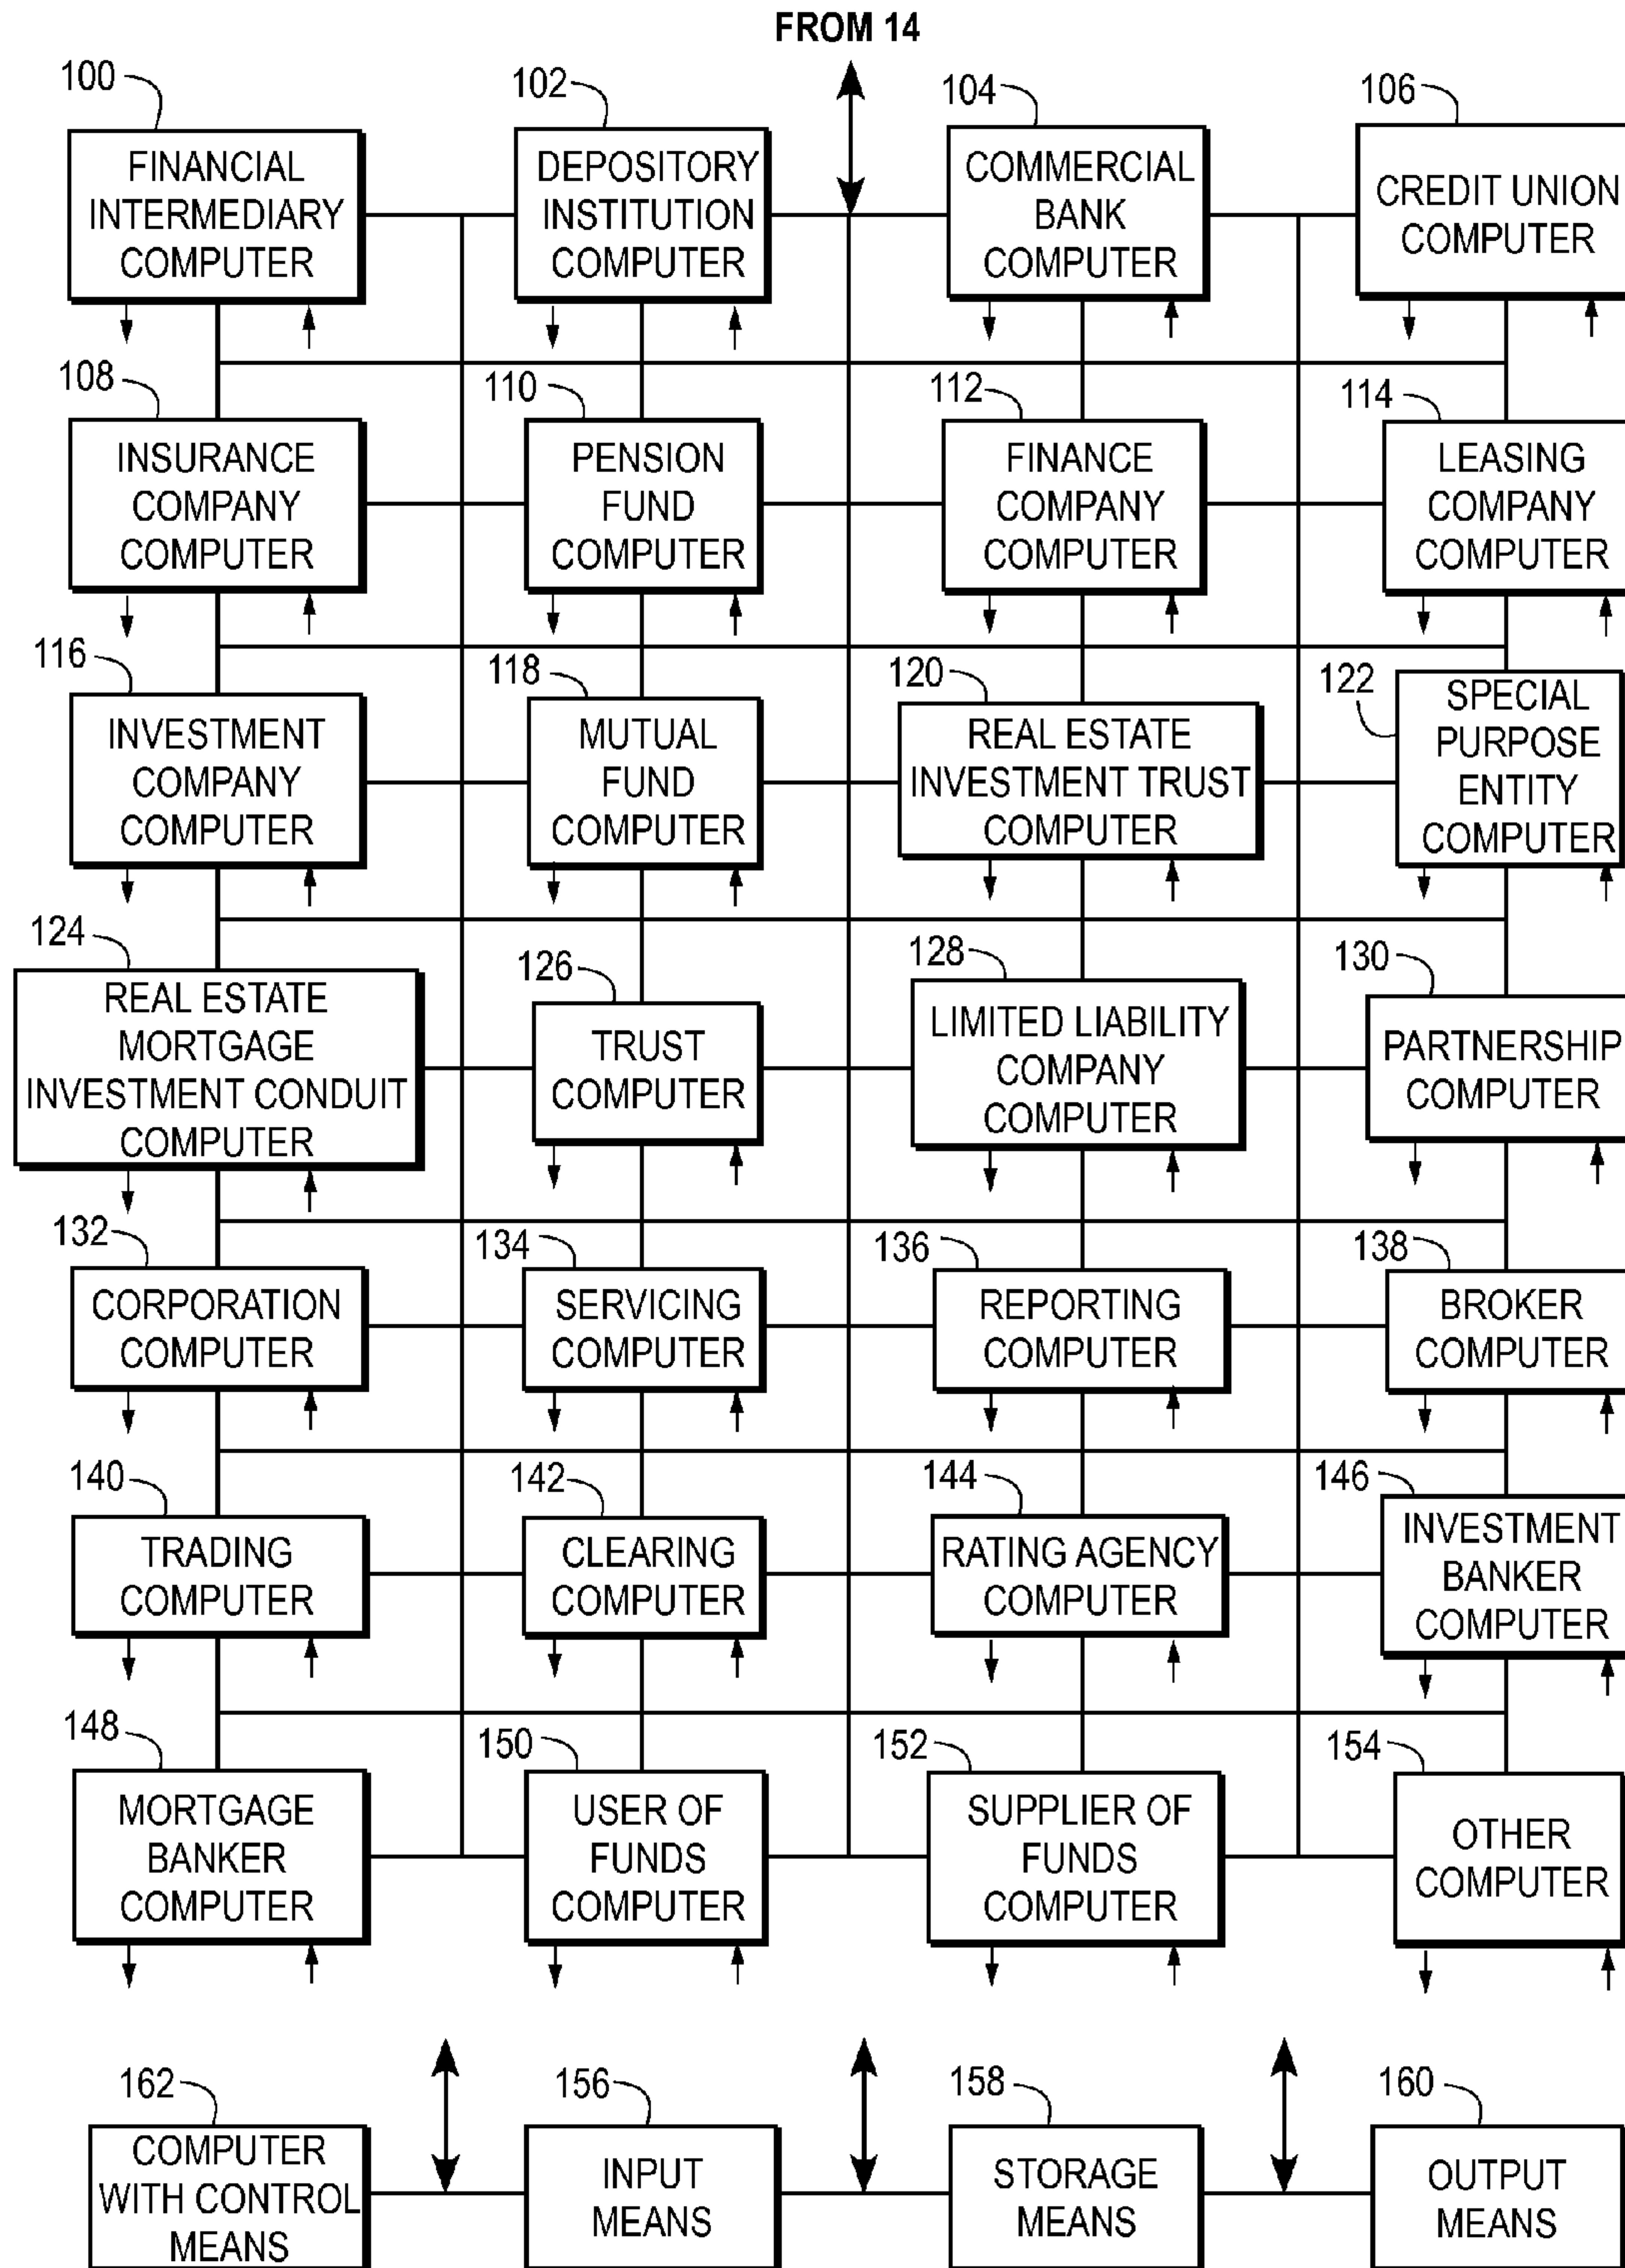 FROM 14
100
FINANCIAL
INTERMEDIARY
COMPUTER
102
DEPOSITORY
INSTITUTION
COMPUTER
104
COMMERCIAL
BANK
COMPUTER
106
CREDIT UNION
COMPUTER
108
INSURANCE
COMPANY
COMPUTER
110
PENSION
FUND
COMPUTER
112
FINANCE
COMPANY
COMPUTER
114
LEASING
COMPANY
COMPUTER
116
INVESTMENT
COMPANY
COMPUTER
118
MUTUAL
FUND
COMPUTER
120
REAL ESTATE
INVESTMENT TRUST
COMPUTER
122
SPECIAL
PURPOSE
ENTITY
COMPUTER
124
REAL ESTATE
MORTGAGE
INVESTMENT CONDUIT
COMPUTER
126
TRUST
COMPUTER
128
LIMITED LIABILITY
COMPANY
COMPUTER
130
PARTNERSHIP
COMPUTER
132
CORPORATION
COMPUTER
134
SERVICING
COMPUTER
136
REPORTING
COMPUTER
138
BROKER
COMPUTER
140
TRADING
COMPUTER
142
CLEARING
COMPUTER
144
RATING AGENCY
COMPUTER
146
INVESTMENT
BANKER
COMPUTER
148
MORTGAGE
BANKER
COMPUTER
150
USER OF
FUNDS
COMPUTER
152
SUPPLIER OF
FUNDS
COMPUTER
154
OTHER
COMPUTER
162
COMPUTER
WITH CONTROL
MEANS
156
INPUT
MEANS
158
STORAGE
MEANS
160
OUTPUT
MEANS